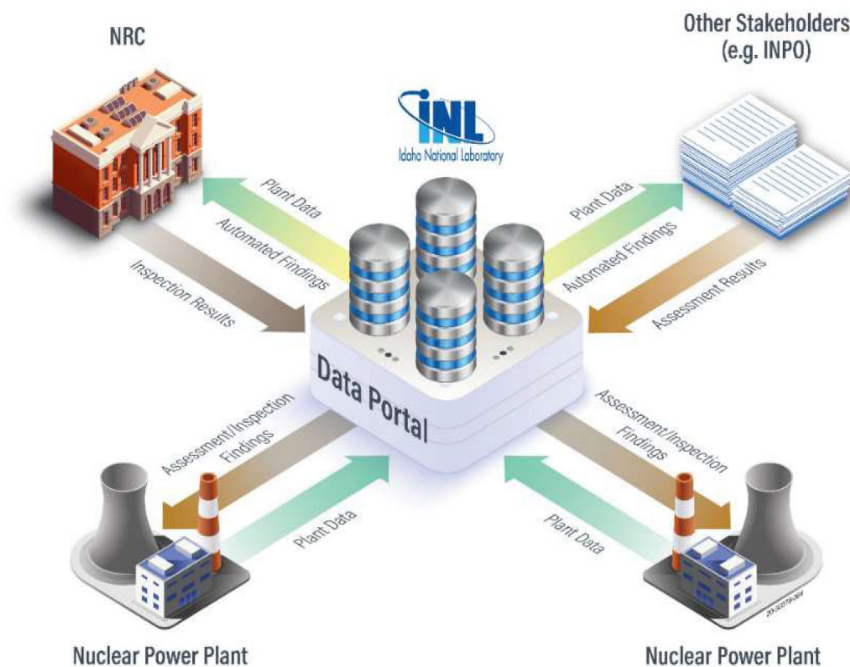 NRC
Other Stakeholders
(e.g. INPO)
INL
Idaho National Laboratory
Plant Data
Automated Findings
Inspection Results
Plant Data
Automated Findings
Assessment Results
Data Portal
Assessment/Inspection
Findings
Plant Data
Assessment/Inspection
Findings
Plant Data
Nuclear Power Plant
Nuclear Power Plant